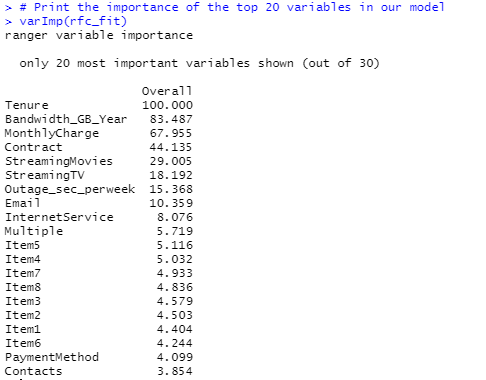 > # Print the importance of the top 20 variables in our model
> varImp(rfc_fit)
ranger variable importance
only 20 most important variables shown (out of 30)
Overall
Tenure 100.000
Bandwidth_GB_Year 83.487
MonthlyCharge 67.955
Contract 44.135
StreamingMovies 29.005
StreamingTV 18.192
Outage_sec_perweek 15.368
Email 10.359
InternetService 8.076
Multiple 5.719
Item5 5.116
Item4 5.032
Item7 4.933
Item8 4.836
Item3 4.579
Item2 4.503
Item1 4.404
Item6 4.244
PaymentMethod 4.099
Contacts 3.854